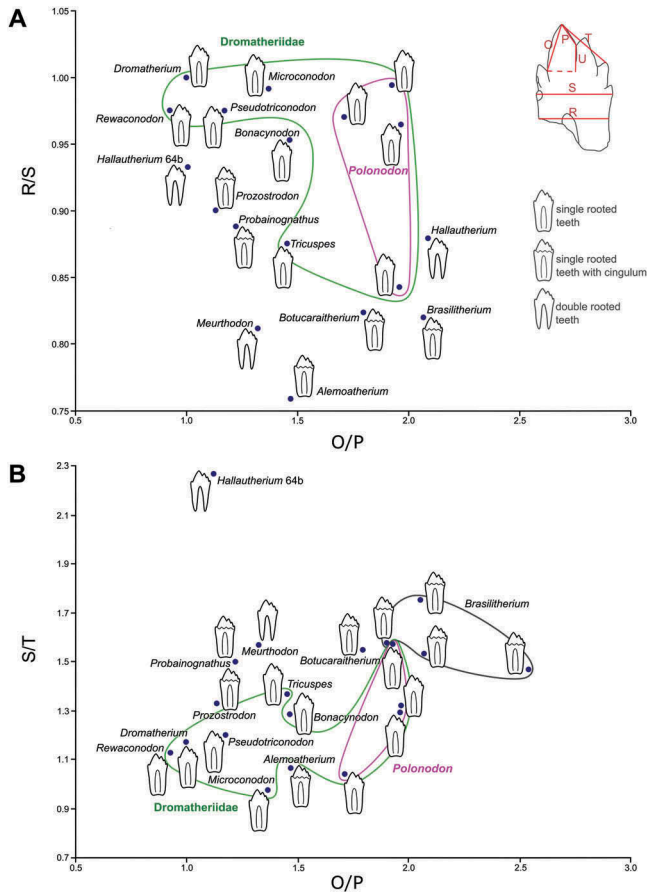 A
1.05
1.00
0.95
0.90
0.85
0.80
0.75
R/S
1.0
1.5
2.0
2.5
3.0
O/P
Dromatheriidae
Dromatherium
Microconodon
Rewaconodon
Pseudotriconodon
Bonacynodon
Polonodon
Hallautherium 64b
Prozostrodon
Probainognathus
Tricuspes
Hallautherium
Meurthodon
Botucaraitherium
Brasilitherium
Alemoatherium
O
P
T
U
S
R
single rooted
teeth
single rooted
teeth with cingulum
double rooted
teeth
B
2.3
2.1
1.9
1.7
1.5
1.3
1.1
0.9
0.7
S/T
1.0
1.5
2.0
2.5
3.0
O/P
Hallautherium 64b
Brasilitherium
Meurthodon
Botucaraitherium
Probainognathus
Tricuspes
Prozostrodon
Bonacynodon
Dromatherium
Rewaconodon
Pseudotriconodon
Alemoatherium
Microconodon
Polonodon
Dromatheriidae